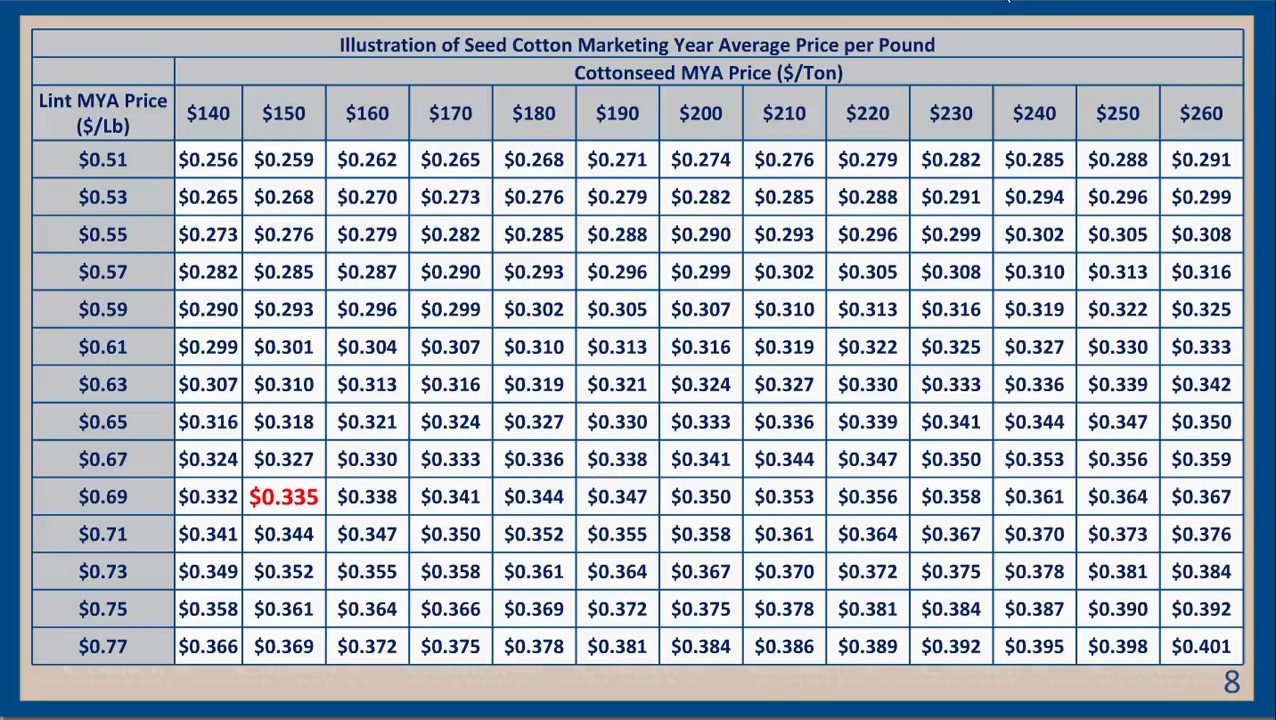 Illustration of Seed Cotton Marketing Year Average Price per Pound
Cottonseed MYA Price ($/Ton)
Lint MYA Price ($/Lb) $140 $150 $160 $170 $180 $190 $200 $210 $220 $230 $240 $250 $260
$0.51 $0.256 $0.259 $0.262 $0.265 $0.268 $0.271 $0.274 $0.276 $0.279 $0.282 $0.285 $0.288 $0.291
$0.53 $0.265 $0.268 $0.270 $0.273 $0.276 $0.279 $0.282 $0.285 $0.288 $0.291 $0.294 $0.296 $0.299
$0.55 $0.273 $0.276 $0.279 $0.282 $0.285 $0.288 $0.290 $0.293 $0.296 $0.299 $0.302 $0.305 $0.308
$0.57 $0.282 $0.285 $0.287 $0.290 $0.293 $0.296 $0.299 $0.302 $0.305 $0.308 $0.310 $0.313 $0.316
$0.59 $0.290 $0.293 $0.296 $0.299 $0.302 $0.305 $0.307 $0.310 $0.313 $0.316 $0.319 $0.322 $0.325
$0.61 $0.299 $0.301 $0.304 $0.307 $0.310 $0.313 $0.316 $0.319 $0.322 $0.325 $0.327 $0.330 $0.333
$0.63 $0.307 $0.310 $0.313 $0.316 $0.319 $0.321 $0.324 $0.327 $0.330 $0.333 $0.336 $0.339 $0.342
$0.65 $0.316 $0.318 $0.321 $0.324 $0.327 $0.330 $0.333 $0.336 $0.339 $0.341 $0.344 $0.347 $0.350
$0.67 $0.324 $0.327 $0.330 $0.333 $0.336 $0.338 $0.341 $0.344 $0.347 $0.350 $0.353 $0.356 $0.359
$0.69 $0.332 $0.335 $0.338 $0.341 $0.344 $0.347 $0.350 $0.353 $0.356 $0.358 $0.361 $0.364 $0.367
$0.71 $0.341 $0.344 $0.347 $0.350 $0.352 $0.355 $0.358 $0.361 $0.364 $0.367 $0.370 $0.373 $0.376
$0.73 $0.349 $0.352 $0.355 $0.358 $0.361 $0.364 $0.367 $0.370 $0.372 $0.375 $0.378 $0.381 $0.384
$0.75 $0.358 $0.361 $0.364 $0.366 $0.369 $0.372 $0.375 $0.378 $0.381 $0.384 $0.387 $0.390 $0.392
$0.77 $0.366 $0.369 $0.372 $0.375 $0.378 $0.381 $0.384 $0.386 $0.389 $0.392 $0.395 $0.398 $0.401
8